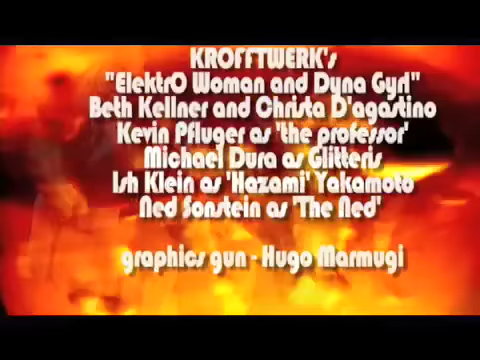 KROFFTWERK's
"ElektrO Woman and Dyna Gyrl"
Beth Kellner and Christa D'agastino
Kevin Pfluger as 'the professor'
Michael Dura as Glitteris
Ish Klein as 'Hazami' Yakamoto
Ned Sonstein as 'The Ned'
graphics gun - Hugo Marmugi